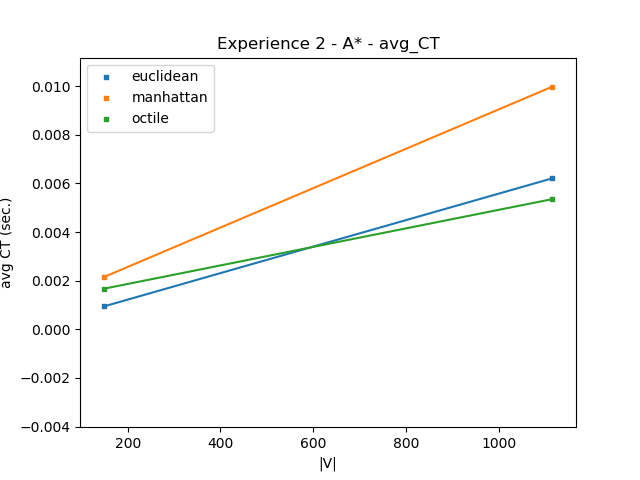 Experience 2 - A* - avg_CT
euclidean
manhattan
octile
avg CT (sec.)
0.010
0.008
0.006
0.004
0.002
0.000
−0.002
−0.004
200
400
600
800
1000
|V|